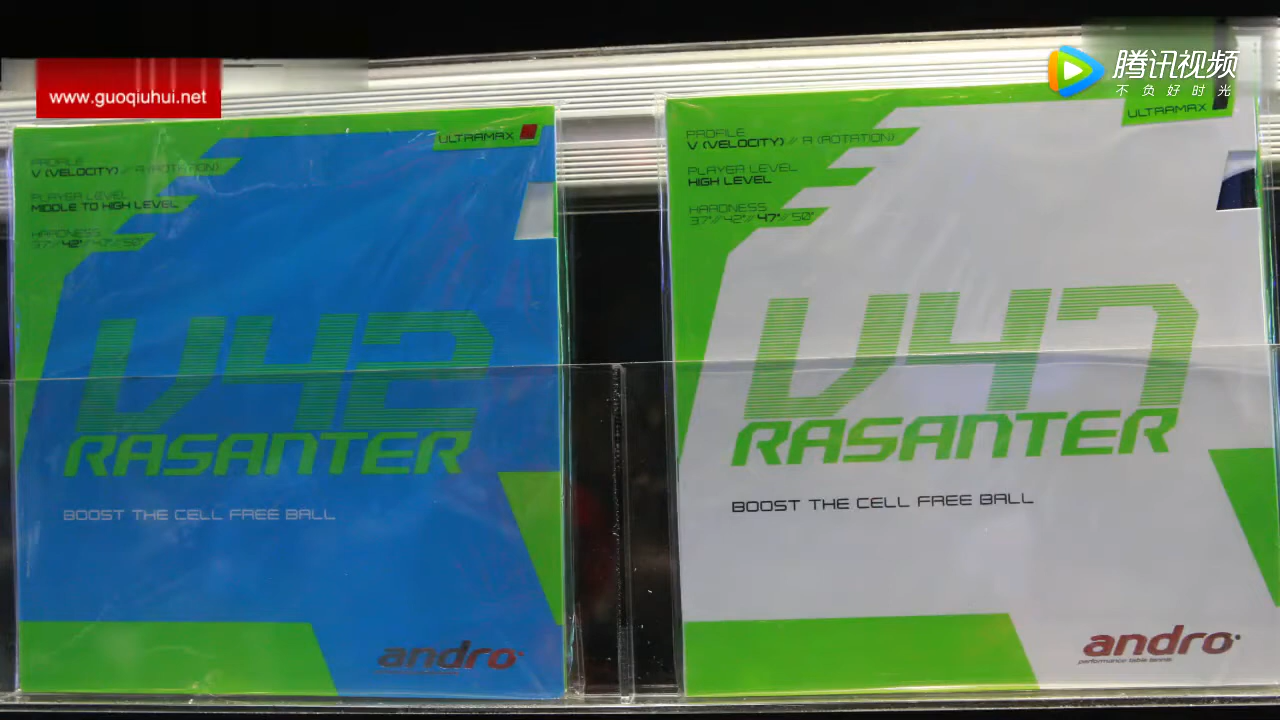 www.guoqiuhui.net
腾讯视频
不负好时光
ULTRAMAX
PROFILE
V (VELOCITY) // R (ROTATION)
PLAYER LEVEL
MIDDLE TO HIGH LEVEL
HARDNESS
37°// 42°// 47°// 50°
V42
RASANTER
BOOST THE CELL FREE BALL
andro
ULTRAMAX
PROFILE
V (VELOCITY) // R (ROTATION)
PLAYER LEVEL
HIGH LEVEL
HARDNESS
37°// 42°// 47°// 50°
V47
RASANTER
BOOST THE CELL FREE BALL
andro
performance table tennis